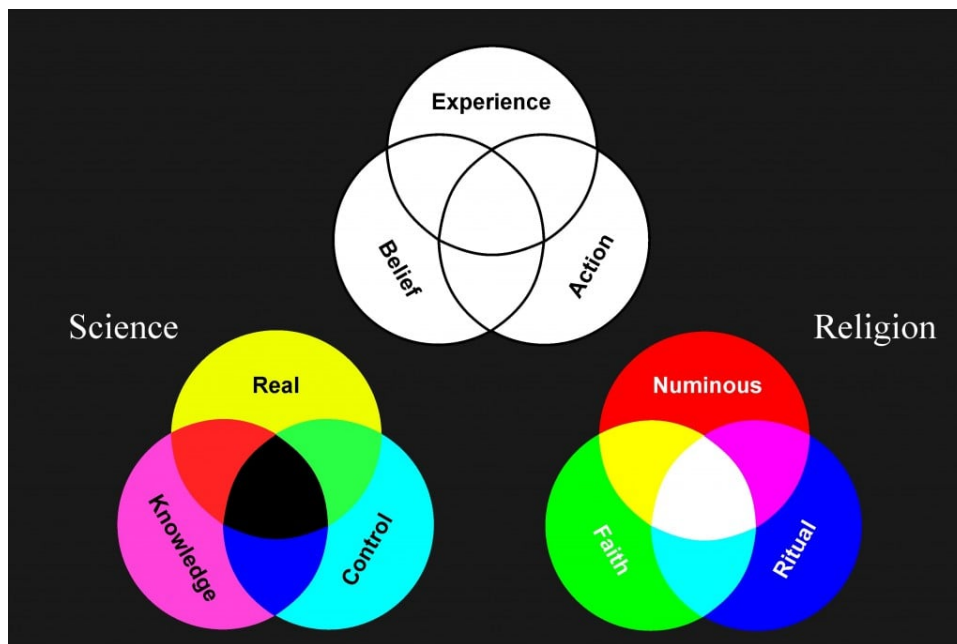 Experience
Belief
Action
Science
Religion
Real
Knowledge
Control
Numinous
Faith
Ritual